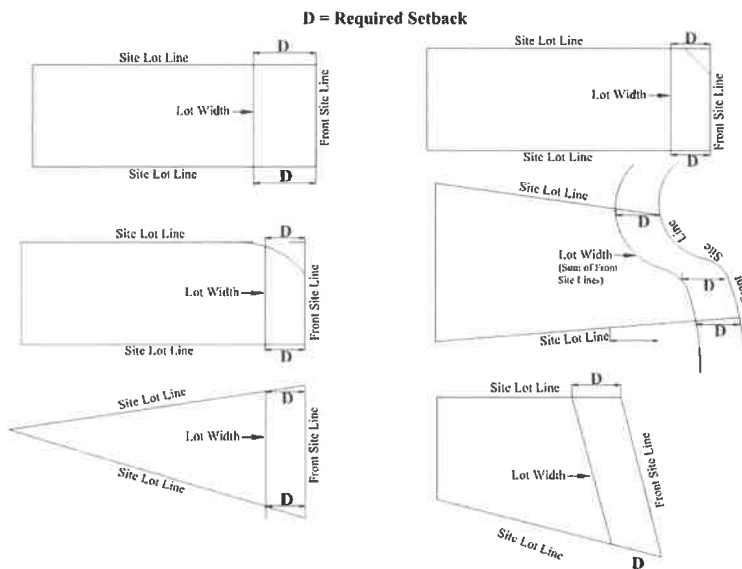 D = Required Setback
D
Site Lot Line
Lot Width
Front Site Line
Site Lot Line
D
D
Site Lot Line
Lot Width
Front Site Line
Site Lot Line
D
D
Site Lot Line
Lot Width
Front Site Line
Site Lot Line
D
Site Lot Line
D
Line
Site
Lot Width
(Sum of Front
Site Lines)
D
Front
D
Site Lot Line
D
Site Lot Line
Lot Width
Front Site Line
Site Lot Line
D
D
Site Lot Line
Lot Width
Front Site Line
Site Lot Line
D